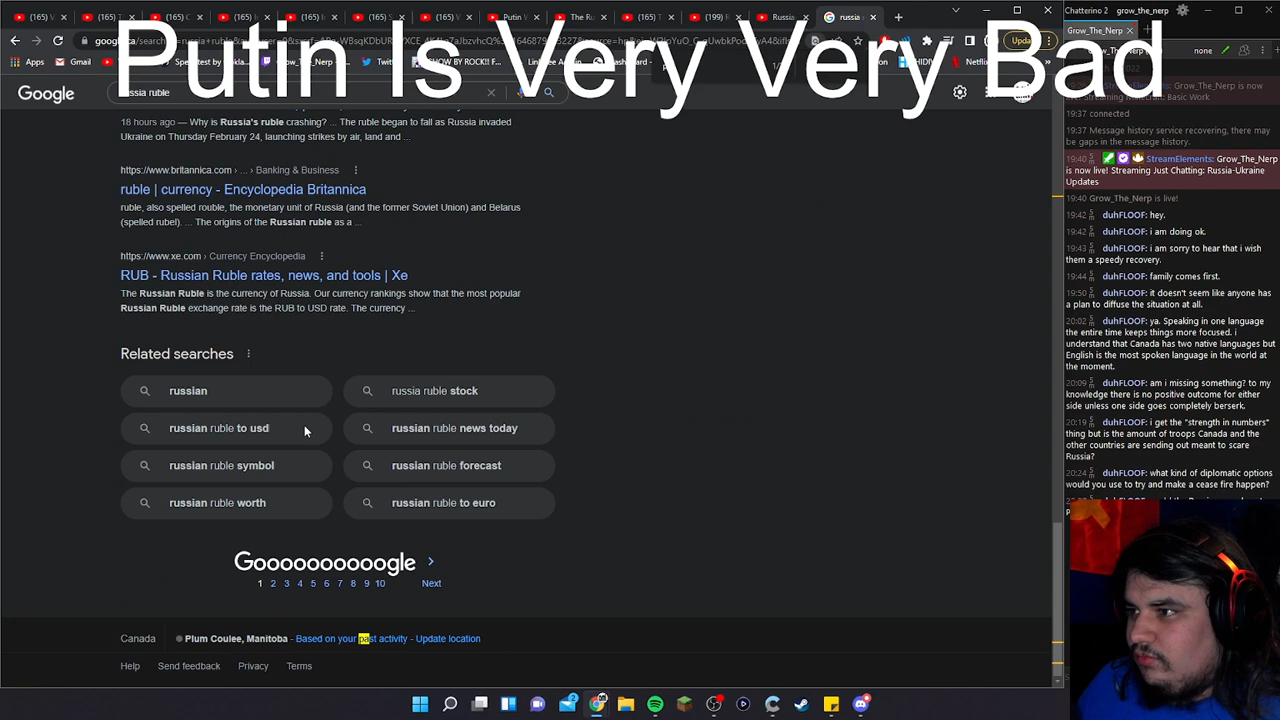 Putin Is Very Very Bad
Chatterino 2
grow_the_nerp
Grow_The_Nerp
none
Google
russia ruble
Apps
Gmail
18 hours ago — Why is Russia's ruble crashing? ... The ruble began to fall as Russia invaded
Ukraine on Thursday February 24, launching strikes by air, land and ...
https://www.britannica.com › ... › Banking & Business
ruble | currency - Encyclopedia Britannica
ruble, also spelled rouble, the monetary unit of Russia (and the former Soviet Union) and Belarus
(spelled rubel). ... The origins of the Russian ruble as a ...
https://www.xe.com › Currency Encyclopedia
RUB - Russian Ruble rates, news, and tools | Xe
The Russian Ruble is the currency of Russia. Our currency rankings show that the most popular
Russian Ruble exchange rate is the RUB to USD rate. The currency ...
Related searches
russian
russia ruble stock
russian ruble to usd
russian ruble news today
russian ruble symbol
russian ruble forecast
russian ruble worth
russian ruble to euro
Goooooooooogle
1 2 3 4 5 6 7 8 9 10 Next
Canada
Plum Coulee, Manitoba - Based on your past activity - Update location
Help Send feedback Privacy Terms
StreamElements: Grow_The_Nerp is now
live! Streaming Minecraft: Basic Work
19:37 connected
19:37 Message history service recovering, there may
be gaps in the message history.
19:40 StreamElements: Grow_The_Nerp
is now live! Streaming Just Chatting: Russia-Ukraine
Updates
19:40 Grow_The_Nerp is live!
19:42 duhFLOOF: hey.
19:42 duhFLOOF: i am doing ok.
19:43 duhFLOOF: i am sorry to hear that i wish
them a speedy recovery.
19:44 duhFLOOF: family comes first.
19:50 duhFLOOF: it doesn't seem like anyone has
a plan to diffuse the situation at all.
20:02 duhFLOOF: ya. Speaking in one language
the entire time keeps things more focused. i
understand that Canada has two native languages but
English is the most spoken language in the world at
the moment.
20:09 duhFLOOF: am i missing something? to my
knowledge there is no positive outcome for either
side unless one side goes completely berserk.
20:19 duhFLOOF: i get the "strength in numbers"
thing but is the amount of troops Canada and the
other countries are sending out meant to scare
Russia?
20:24 duhFLOOF: what kind of diplomatic options
would you use to try and make a cease fire happen?